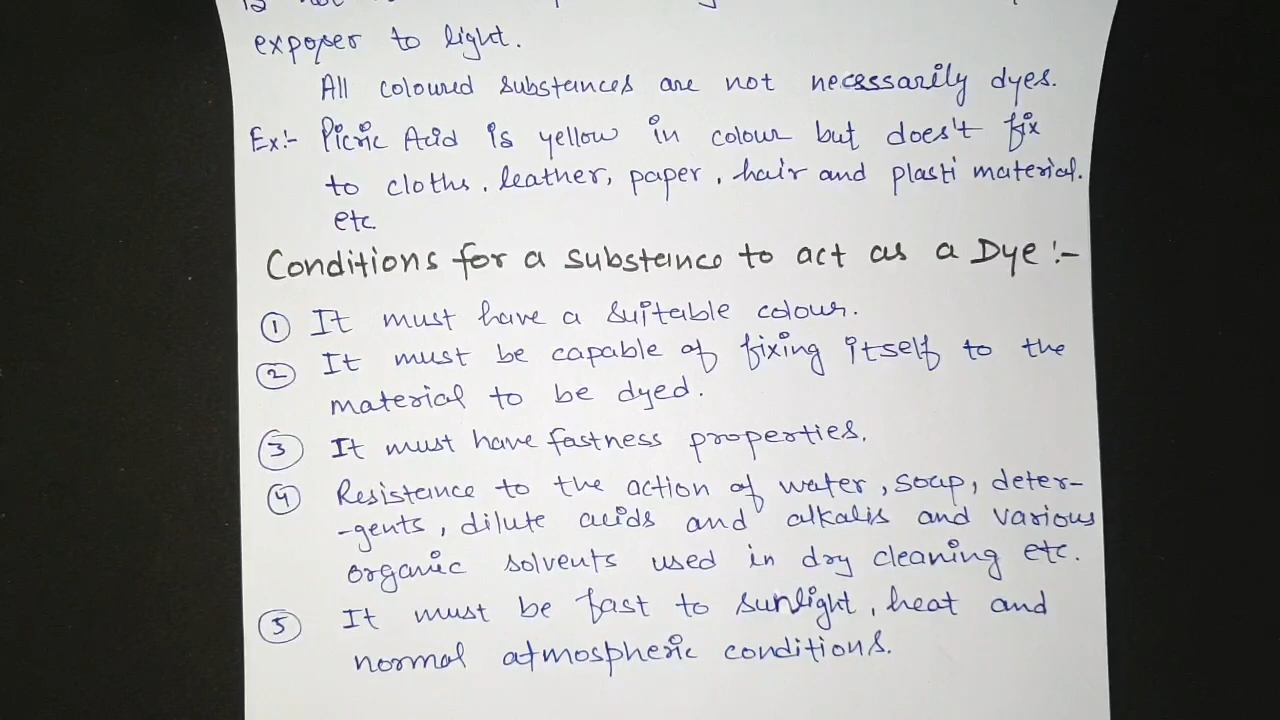 exposer to light.
All coloured substances are not necesssarily dyes.
Ex:- Picric Acid is yellow in colour but does't fix
to cloths, leather, paper, hair and plasti material.
etc
Conditions for a substance to act as a Dye :-
① It must have a suitable colour.
② It must be capable of fixing itself to the
material to be dyed.
③ It must have fastness properties.
④ Resistance to the action of water, soap, deter-
-gents, dilute acids and alkalis and various
organic solvents used in dry cleaning etc.
⑤ It must be fast to sunlight, heat and
normal atmospheric conditions.